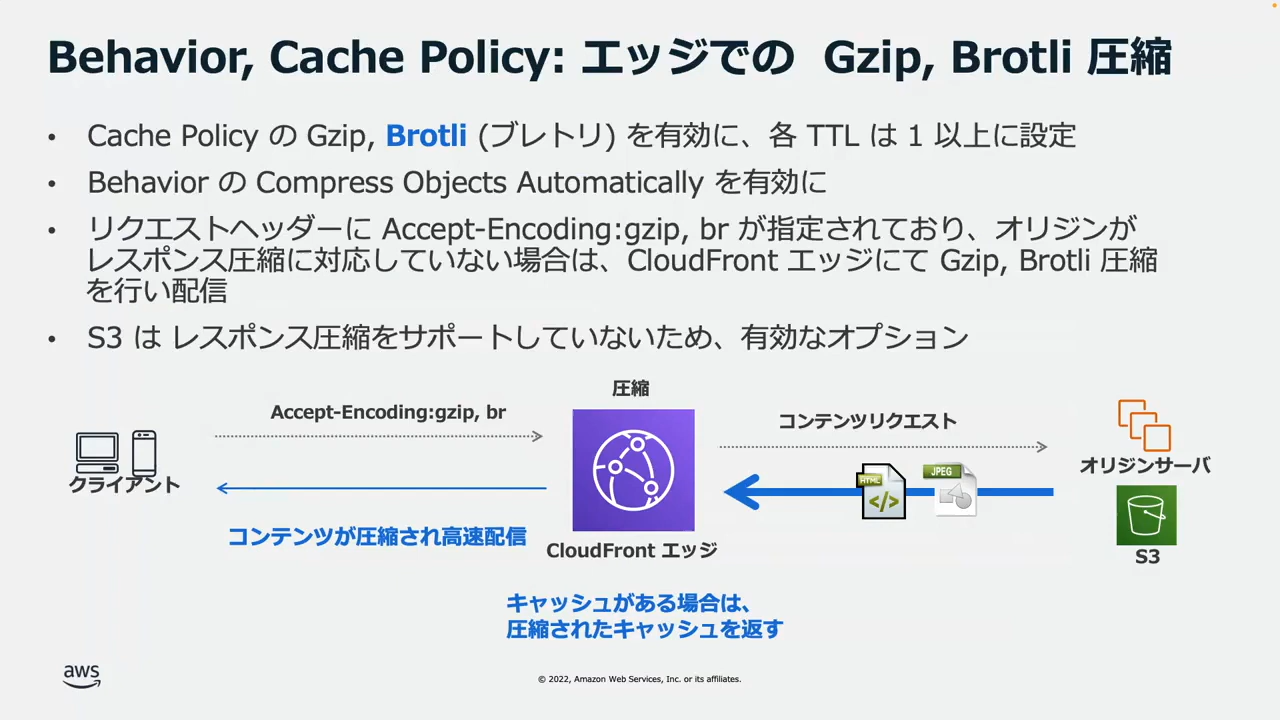 Behavior, Cache Policy: エッジでの Gzip, Brotli 圧縮
• Cache Policy の Gzip, Brotli (ブレトリ) を有効に、各 TTL は 1 以上に設定
• Behavior の Compress Objects Automatically を有効に
• リクエストヘッダーに Accept-Encoding:gzip, br が指定されており、オリジンが
レスポンス圧縮に対応していない場合は、CloudFront エッジにて Gzip, Brotli 圧縮
を行い配信
• S3 は レスポンス圧縮をサポートしていないため、有効なオプション
圧縮
Accept-Encoding:gzip, br
コンテンツリクエスト
クライアント
HTML
</>
JPEG
オリジンサーバ
コンテンツが圧縮され高速配信
CloudFront エッジ
S3
キャッシュがある場合は、
圧縮されたキャッシュを返す
aws
© 2022, Amazon Web Services, Inc. or its affiliates.